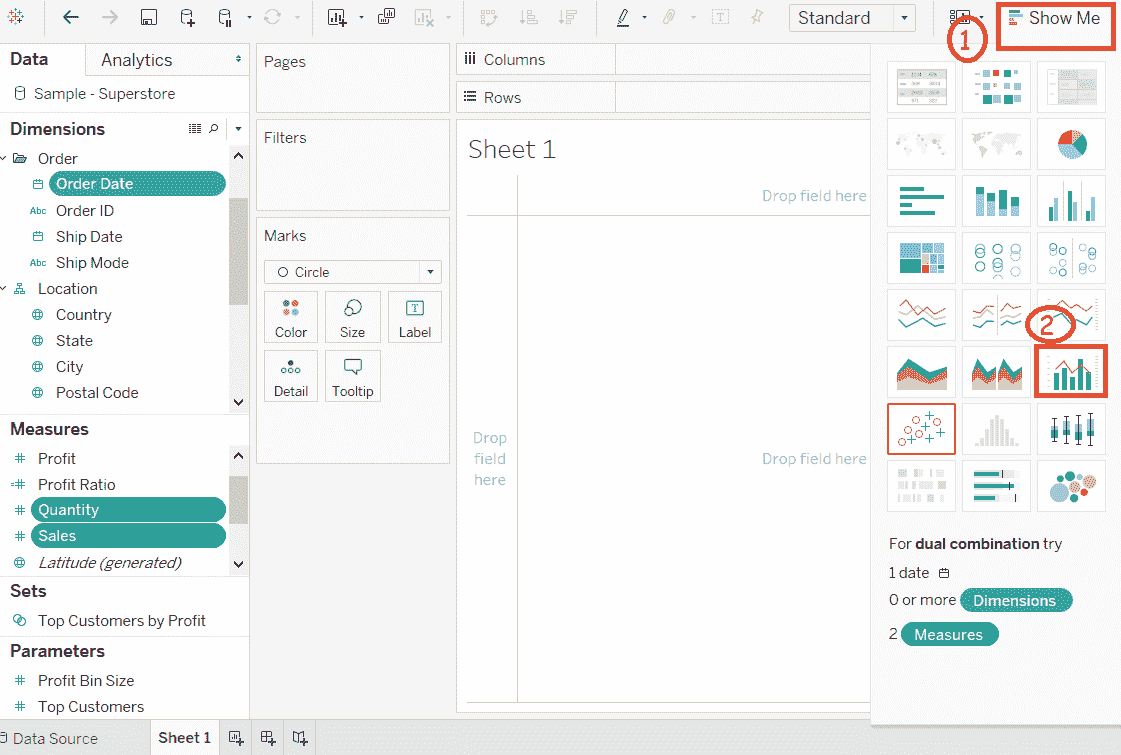 Standard
1
Show Me
Data
Analytics
Sample - Superstore
Dimensions
Order
Order Date
Abc Order ID
Ship Date
Abc Ship Mode
Location
Country
State
City
Postal Code
Measures
# Profit
=# Profit Ratio
# Quantity
# Sales
Latitude (generated)
Sets
Top Customers by Profit
Parameters
# Profit Bin Size
# Top Customers
Pages
Filters
Marks
Circle
Color
Size
T
Label
Detail
Tooltip
Columns
Rows
Sheet 1
Drop field here
Drop
field
here
Drop field here
2
For dual combination try
1 date
0 or more Dimensions
2 Measures
Data Source
Sheet 1